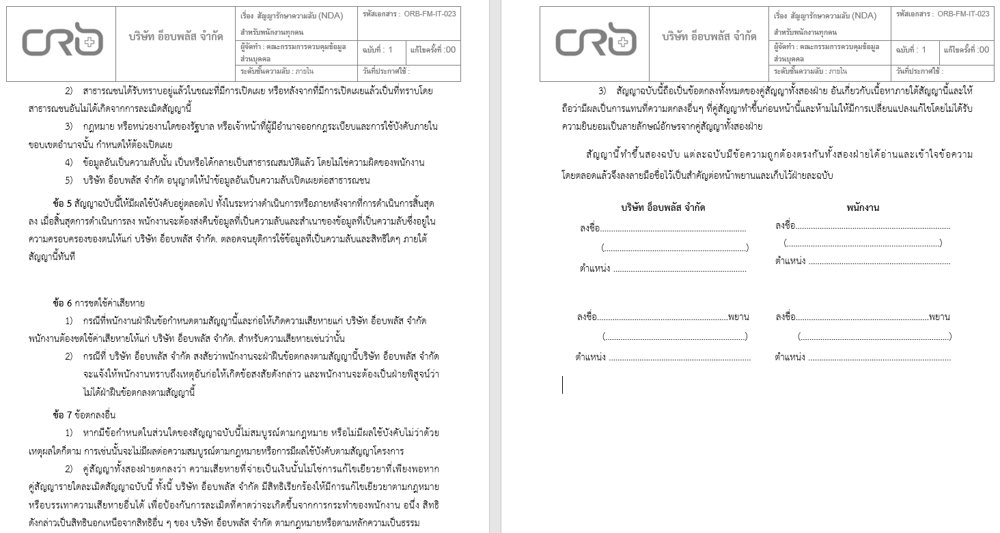 ORb
บริษัท อ็อบพลัส จำกัด
เรื่อง สัญญารักษาความลับ (NDA)
สำหรับพนักงานทุกคน
รหัสเอกสาร : ORB-FM-IT-023
ผู้จัดทำ : คณะกรรมการควบคุมข้อมูล
ส่วนบุคคล
ฉบับที่ : 1
แก้ไขครั้งที่ :00
ระดับชั้นความลับ : ภายใน
วันที่ประกาศใช้ :
2) สาธารณชนได้รับทราบอยู่แล้วในขณะที่มีการเปิดเผย หรือหลังจากที่มีการเปิดเผยแล้วเป็นที่ทราบโดย
สาธารณชนอันไม่ได้เกิดจากการละเมิดสัญญานี้
3) กฎหมาย หรือหน่วยงานใดของรัฐบาล หรือเจ้าหน้าที่ผู้มีอำนาจออกกฎระเบียบและการใช้บังคับภายใน
ขอบเขตอำนาจนั้น กำหนดให้ต้องเปิดเผย
4) ข้อมูลอันเป็นความลับนั้น เป็นหรือได้กลายเป็นสาธารณสมบัติแล้ว โดยไม่ใช่ความผิดของพนักงาน
5) บริษัท อ็อบพลัส จำกัด อนุญาตให้นำข้อมูลอันเป็นความลับเปิดเผยต่อสาธารณชน
ข้อ 5 สัญญาฉบับนี้ให้มีผลใช้บังคับอยู่ตลอดไป ทั้งในระหว่างดำเนินการหรือภายหลังจากที่การดำเนินการสิ้นสุด
ลง เมื่อสิ้นสุดการดำเนินการลง พนักงานจะต้องส่งคืนข้อมูลที่เป็นความลับและสำเนาของข้อมูลที่เป็นความลับซึ่งอยู่ใน
ความครอบครองของตนให้แก่ บริษัท อ็อบพลัส จำกัด. ตลอดจนยุติการใช้ข้อมูลที่เป็นความลับและสิทธิใดๆ ภายใต้
สัญญานี้ทันที
ข้อ 6 การชดใช้ค่าเสียหาย
1) กรณีที่พนักงานฝ่าฝืนข้อกำหนดตามสัญญานี้และก่อให้เกิดความเสียหายแก่ บริษัท อ็อบพลัส จำกัด
พนักงานต้องชดใช้ค่าเสียหายให้แก่ บริษัท อ็อบพลัส จำกัด. สำหรับความเสียหายเช่นว่านั้น
2) กรณีที่ บริษัท อ็อบพลัส จำกัด สงสัยว่าพนักงานจะฝ่าฝืนข้อตกลงตามสัญญานี้บริษัท อ็อบพลัส จำกัด
จะแจ้งให้พนักงานทราบถึงเหตุอันก่อให้เกิดข้อสงสัยดังกล่าว และพนักงานจะต้องเป็นฝ่ายพิสูจน์ว่า
ไม่ได้ฝ่าฝืนข้อตกลงตามสัญญานี้
ข้อ 7 ข้อตกลงอื่น
1) หากมีข้อกำหนดในส่วนใดของสัญญาฉบับนี้ไม่สมบูรณ์ตามกฎหมาย หรือไม่มีผลใช้บังคับไม่ว่าด้วย
เหตุผลใดก็ตาม การเช่นนั้นจะไม่มีผลต่อความสมบูรณ์ตามกฎหมายหรือการมีผลใช้บังคับตามสัญญาโครงการ
2) คู่สัญญาทั้งสองฝ่ายตกลงว่า ความเสียหายที่จ่ายเป็นเงินนั้นไม่ใช่การแก้ไขเยียวยาที่เพียงพอหาก
คู่สัญญารายใดละเมิดสัญญาฉบับนี้ ทั้งนี้ บริษัท อ็อบพลัส จำกัด มีสิทธิเรียกร้องให้มีการแก้ไขเยียวยาตามกฎหมาย
หรือบรรเทาความเสียหายอื่นได้ เพื่อป้องกันการละเมิดที่คาดว่าจะเกิดขึ้นจากการกระทำของพนักงาน อนึ่ง สิทธิ
ดังกล่าวเป็นสิทธินอกเหนือจากสิทธิอื่น ๆ ของ บริษัท อ็อบพลัส จำกัด ตามกฎหมายหรือตามหลักความเป็นธรรม
ORb
บริษัท อ็อบพลัส จำกัด
เรื่อง สัญญารักษาความลับ (NDA)
สำหรับพนักงานทุกคน
รหัสเอกสาร : ORB-FM-IT-023
ผู้จัดทำ : คณะกรรมการควบคุมข้อมูล
ส่วนบุคคล
ฉบับที่ : 1
แก้ไขครั้งที่ :00
ระดับชั้นความลับ : ภายใน
วันที่ประกาศใช้ :
3) สัญญาฉบับนี้ถือเป็นข้อตกลงทั้งหมดของคู่สัญญาทั้งสองฝ่าย อันเกี่ยวกับเนื้อหาภายใต้สัญญานี้และให้
ถือว่ามีผลเป็นการแทนที่ความตกลงอื่นๆ ที่คู่สัญญาทำขึ้นก่อนหน้านี้และห้ามไม่ให้มีการเปลี่ยนแปลงแก้ไขโดยไม่ได้รับ
ความยินยอมเป็นลายลักษณ์อักษรจากคู่สัญญาทั้งสองฝ่าย
สัญญานี้ทำขึ้นสองฉบับ แต่ละฉบับมีข้อความถูกต้องตรงกันทั้งสองฝ่ายได้อ่านและเข้าใจข้อความ
โดยตลอดแล้วจึงลงลายมือชื่อไว้เป็นสำคัญต่อหน้าพยานและเก็บไว้ฝ่ายละฉบับ
บริษัท อ็อบพลัส จำกัด
ลงชื่อ..................................................................
(................................................................)
ตำแหน่ง ............................................................
พนักงาน
ลงชื่อ......................................................................
(.....................................................................)
ตำแหน่ง ................................................................
ลงชื่อ...........................................................พยาน
(...............................................................)
ตำแหน่ง ................................................................
ลงชื่อ............................................................พยาน
(....................................................................)
ตำแหน่ง ................................................................